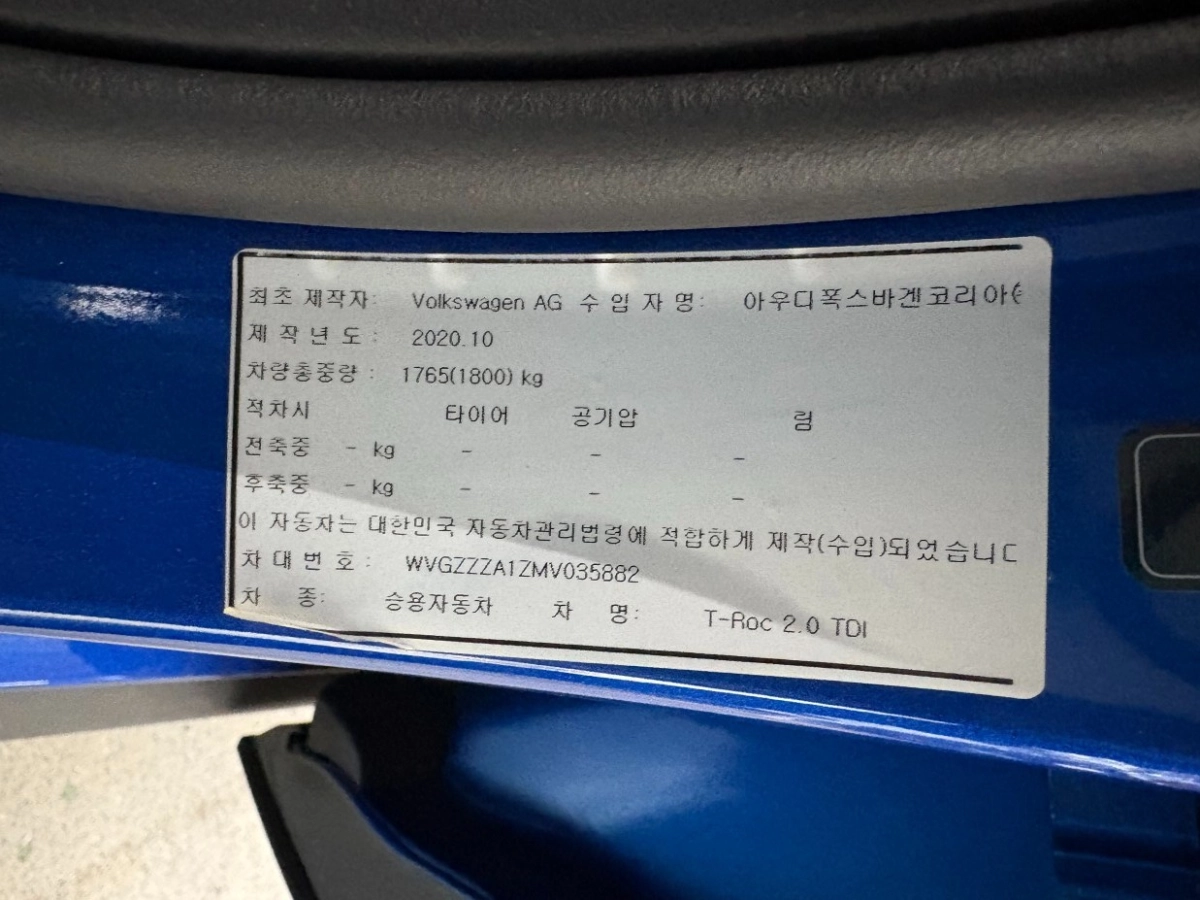 최초 제작자: Volkswagen AG 수 입 자 명: 아우디폭스바겐코리아(
제 작 년 도 : 2020.10
차량총중량 : 1765(1800) kg
적차시 타이어 공기압 림
전축중 - kg - - -
후축중 - kg - - -
이 자동차는 대한민국 자동차관리법령에 적합하게 제작(수입)되었습니
차 대 번 호 : WVGZZZA1ZMV035882
차 종: 승용자동차 차 명: T-Roc 2.0 TDI